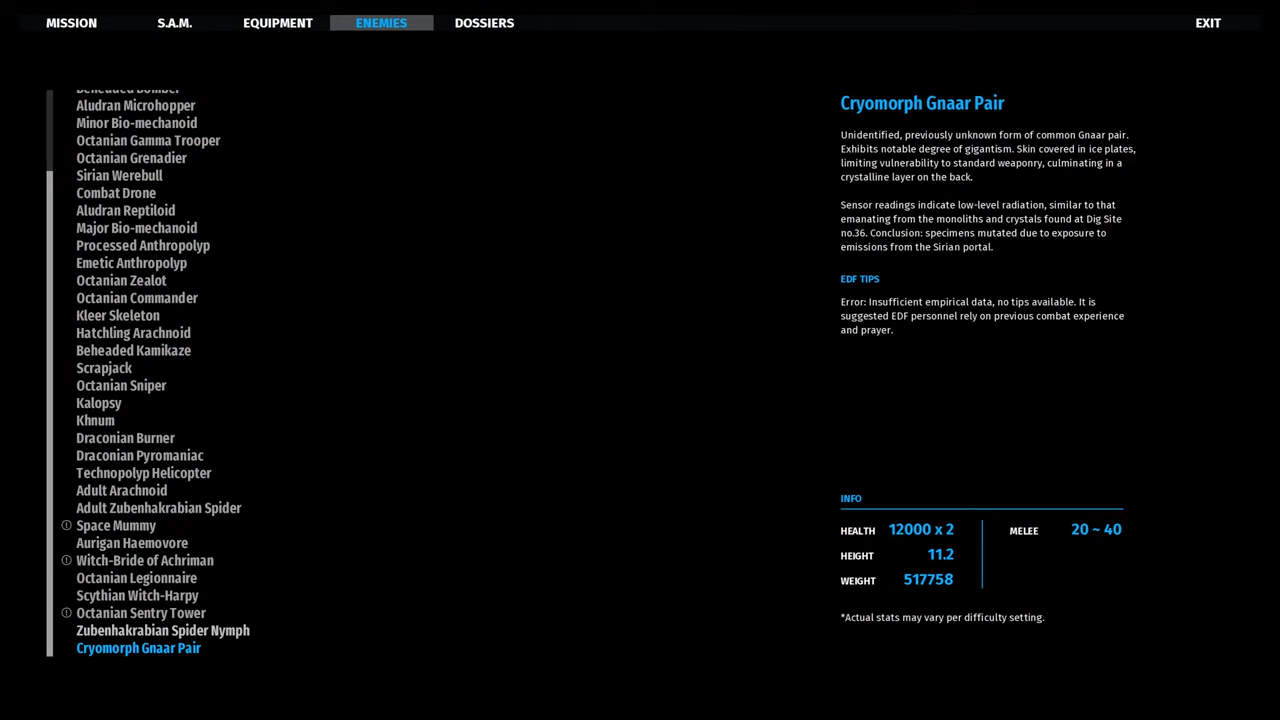 MISSION
S.A.M.
EQUIPMENT
ENEMIES
DOSSIERS
EXIT
Beheaded Bomber
Aludran Microhopper
Minor Bio-mechanoid
Octanian Gamma Trooper
Octanian Grenadier
Sirian Werebull
Combat Drone
Aludran Reptiloid
Major Bio-mechanoid
Processed Anthropolyp
Emetic Anthropolyp
Octanian Zealot
Octanian Commander
Kleer Skeleton
Hatchling Arachnoid
Beheaded Kamikaze
Scrapjack
Octanian Sniper
Kalopsy
Khnum
Draconian Burner
Draconian Pyromaniac
Technopolyp Helicopter
Adult Arachnoid
Adult Zubenhakrabian Spider
Space Mummy
Aurigan Haemovore
Witch-Bride of Achriman
Octanian Legionnaire
Scythian Witch-Harpy
Octanian Sentry Tower
Zubenhakrabian Spider Nymph
Cryomorph Gnaar Pair
Cryomorph Gnaar Pair
Unidentified, previously unknown form of common Gnaar pair.
Exhibits notable degree of gigantism. Skin covered in ice plates,
limiting vulnerability to standard weaponry, culminating in a
crystalline layer on the back.
Sensor readings indicate low-level radiation, similar to that
emanating from the monoliths and crystals found at Dig Site
no.36. Conclusion: specimens mutated due to exposure to
emissions from the Sirian portal.
EDF TIPS
Error: Insufficient empirical data, no tips available. It is
suggested EDF personnel rely on previous combat experience
and prayer.
INFO
HEALTH 12000 x 2
HEIGHT 11.2
WEIGHT 517758
MELEE 20 ~ 40
*Actual stats may vary per difficulty setting.